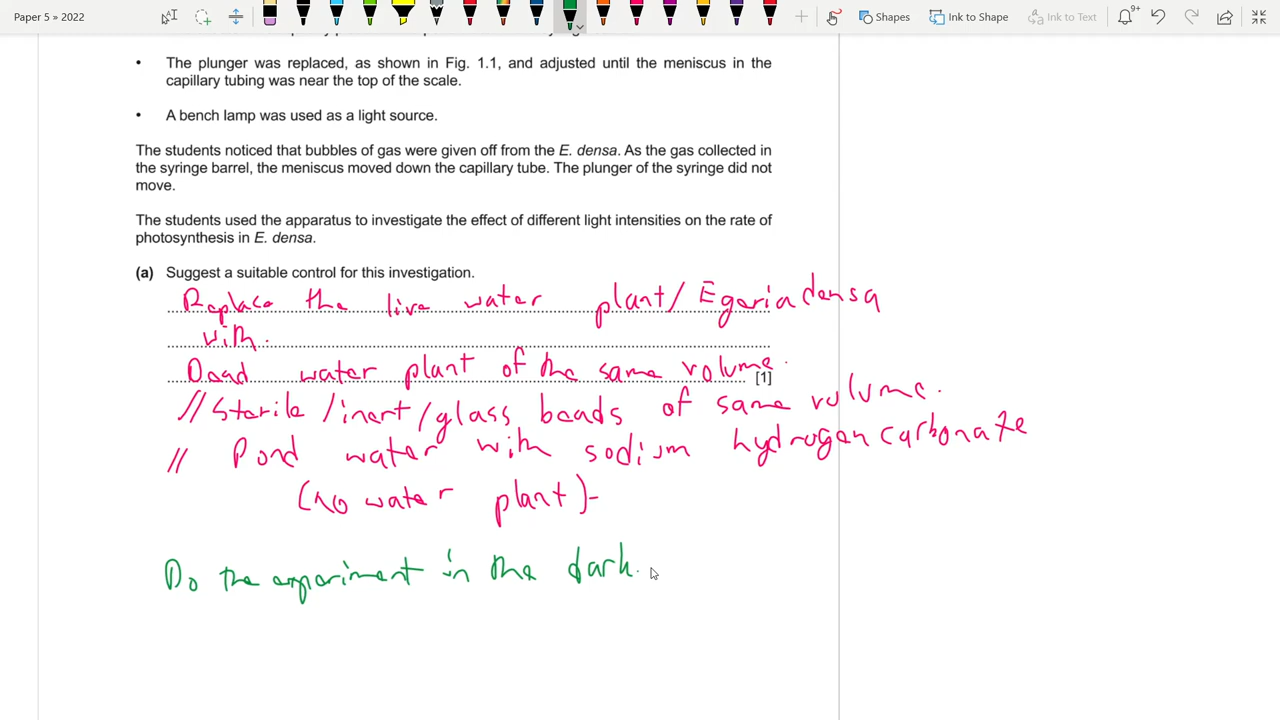 Paper 5 » 2022
Shapes
Ink to Shape
Ink to Text
9+
• The plunger was replaced, as shown in Fig. 1.1, and adjusted until the meniscus in the
capillary tubing was near the top of the scale.
• A bench lamp was used as a light source.
The students noticed that bubbles of gas were given off from the E. densa. As the gas collected in
the syringe barrel, the meniscus moved down the capillary tube. The plunger of the syringe did not
move.
The students used the apparatus to investigate the effect of different light intensities on the rate of
photosynthesis in E. densa.
(a) Suggest a suitable control for this investigation.
Replace the live water plant/ Egeria densa
with.
Dead water plant of the same volume.
[1]
// Sterile /inert/glass beads of same volume.
// Pond water with sodium hydrogencarbonate
(no water plant)-
Do the experiment in the dark.